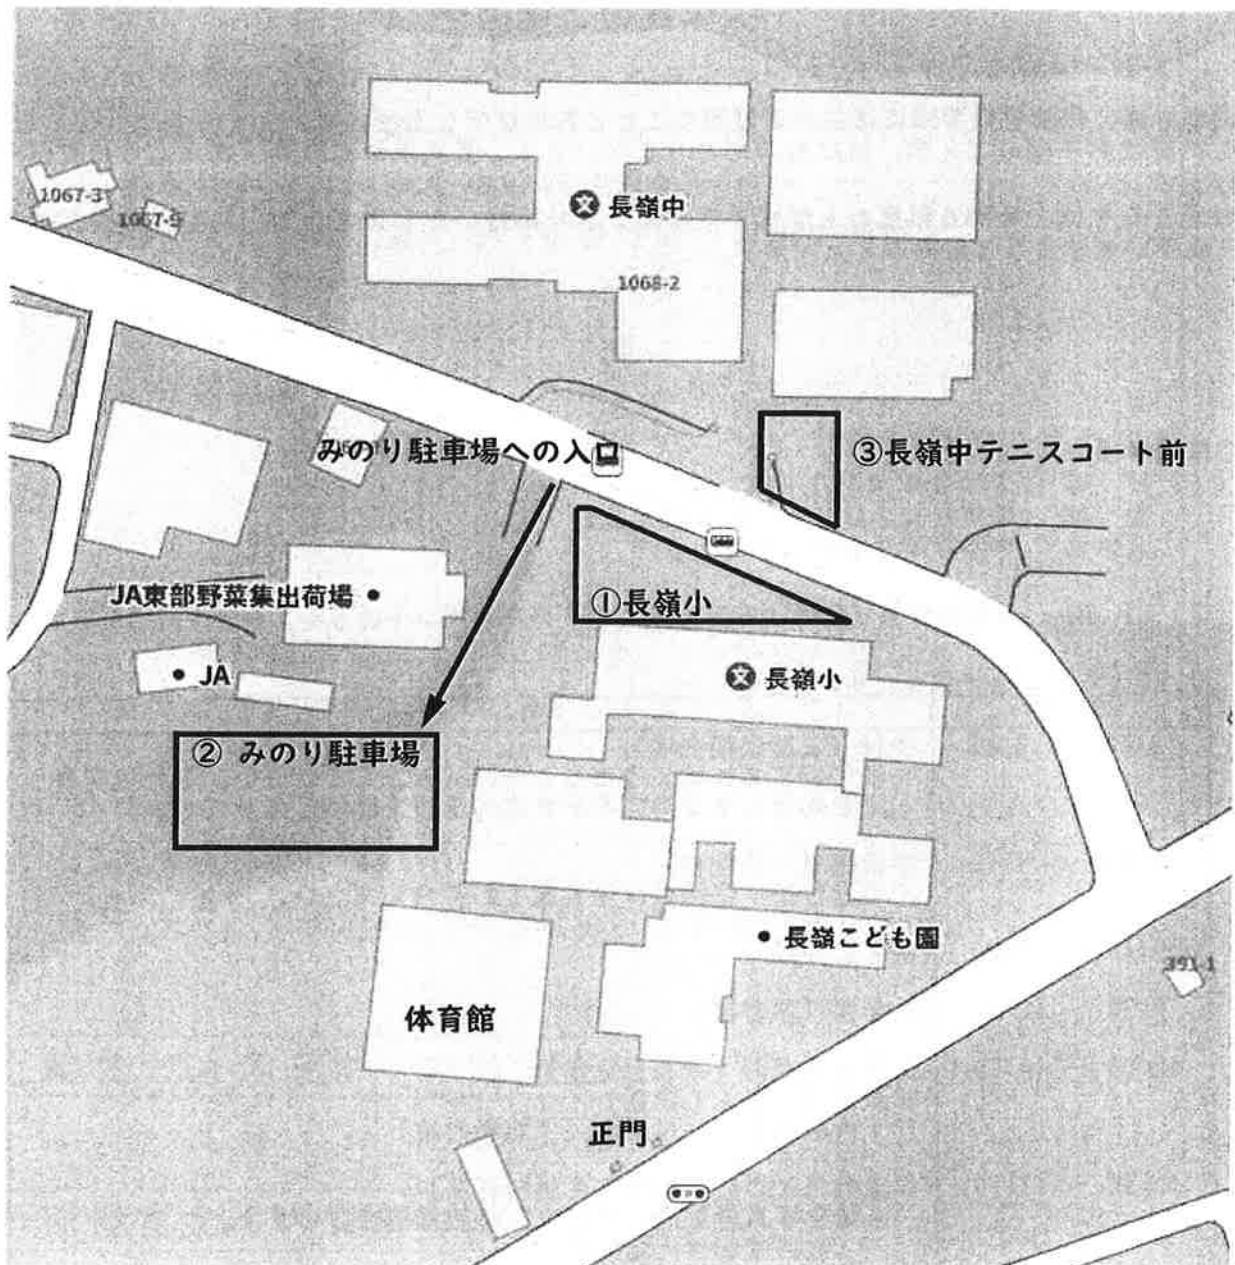 1067-3
1067-9
文 長嶺中
1068-2
みのり駐車場への入口
③長嶺中テニスコート前
JA東部野菜集出荷場
①長嶺小
文 長嶺小
JA
② みのり駐車場
長嶺こども園
391-1
体育館
正門